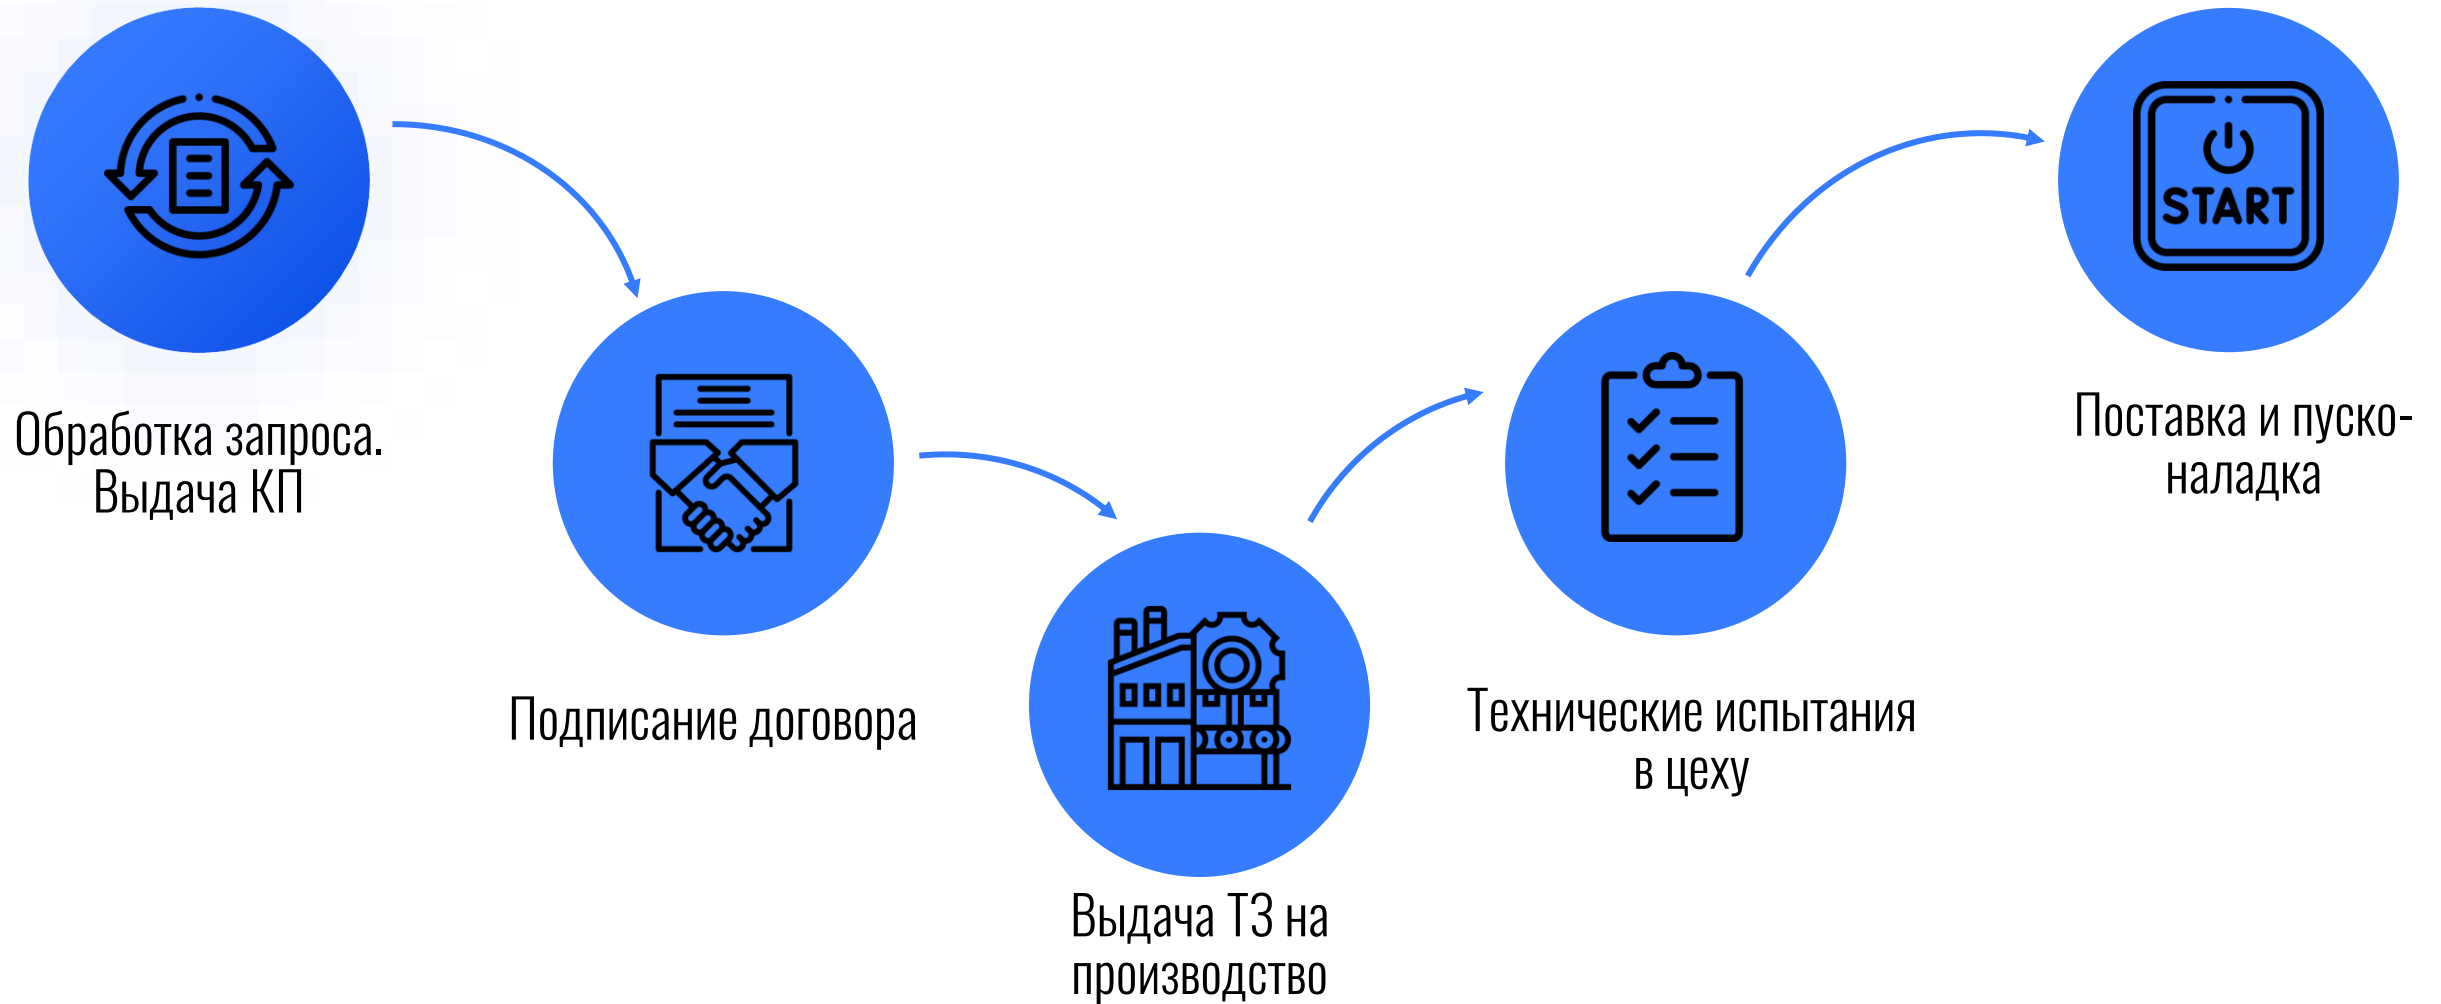 Обработка запроса.
Выдача КП
Подписание договора
Выдача ТЗ на
производство
Технические испытания
в цеху
START
Поставка и пуско-
наладка